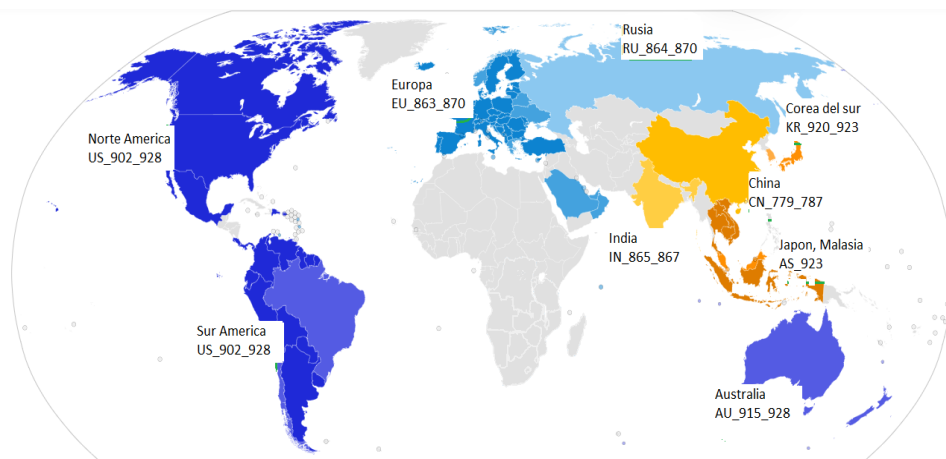 Rusia
RU_864_870
Europa
EU_863_870
Corea del sur
KR_920_923
Norte America
US_902_928
China
CN_779_787
India
IN_865_867
Japon, Malasia
AS_923
Sur America
US_902_928
Australia
AU_915_928